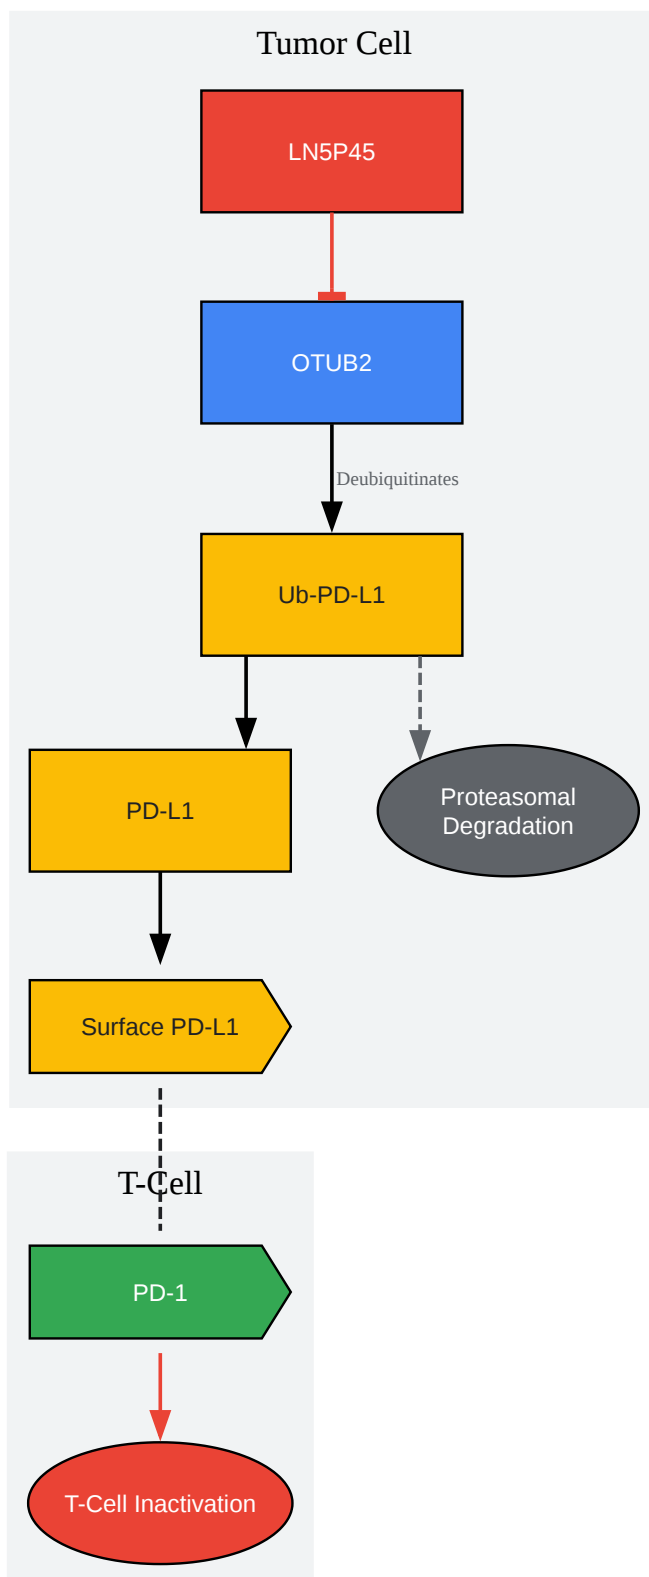 Tumor Cell
LN5P45
OTUB2
Deubiquitinates
Ub-PD-L1
PD-L1
Proteasomal
Degradation
Surface PD-L1
T-Cell
PD-1
T-Cell Inactivation